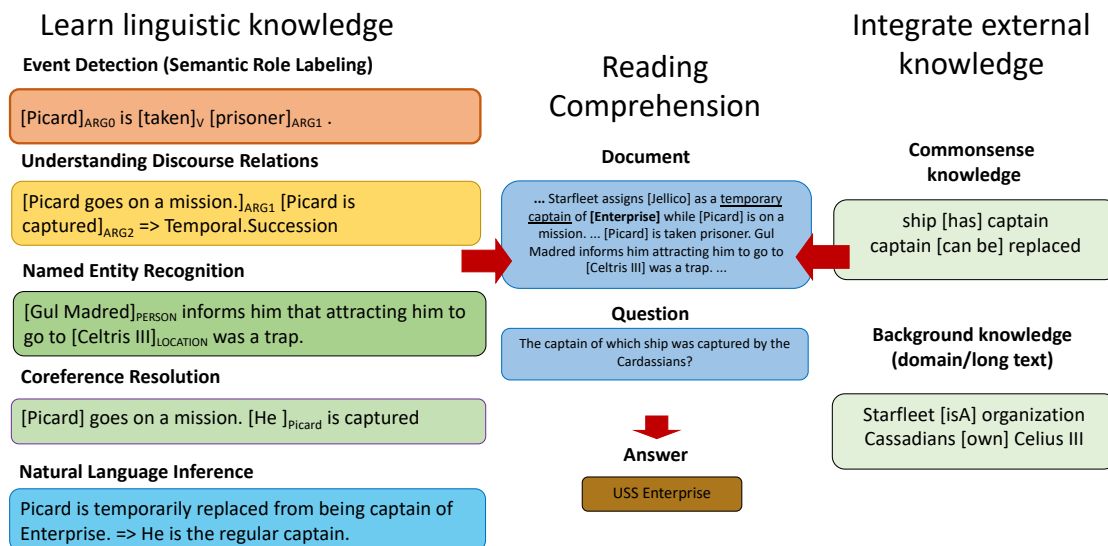 Learn linguistic knowledge
Event Detection (Semantic Role Labeling)
[Picard]ARG0 is [taken]V [prisoner]ARG1 .
Understanding Discourse Relations
[Picard goes on a mission.]ARG1 [Picard is
captured]ARG2 => Temporal.Succession
Named Entity Recognition
[Gul Madred]PERSON informs him that attracting him to
go to [Celtris III]LOCATION was a trap.
Coreference Resolution
[Picard] goes on a mission. [He ]Picard is captured
Natural Language Inference
Picard is temporarily replaced from being captain of
Enterprise. => He is the regular captain.
Reading
Comprehension
Document
... Starfleet assigns [Jellico] as a temporary
captain of [Enterprise] while [Picard] is on a
mission. ... [Picard] is taken prisoner. Gul
Madred informs him attracting him to go to
[Celtris III] was a trap. ...
Question
The captain of which ship was captured by the
Cardassians?
Answer
USS Enterprise
Integrate external
knowledge
Commonsense
knowledge
ship [has] captain
captain [can be] replaced
Background knowledge
(domain/long text)
Starfleet [isA] organization
Cassadians [own] Celius III